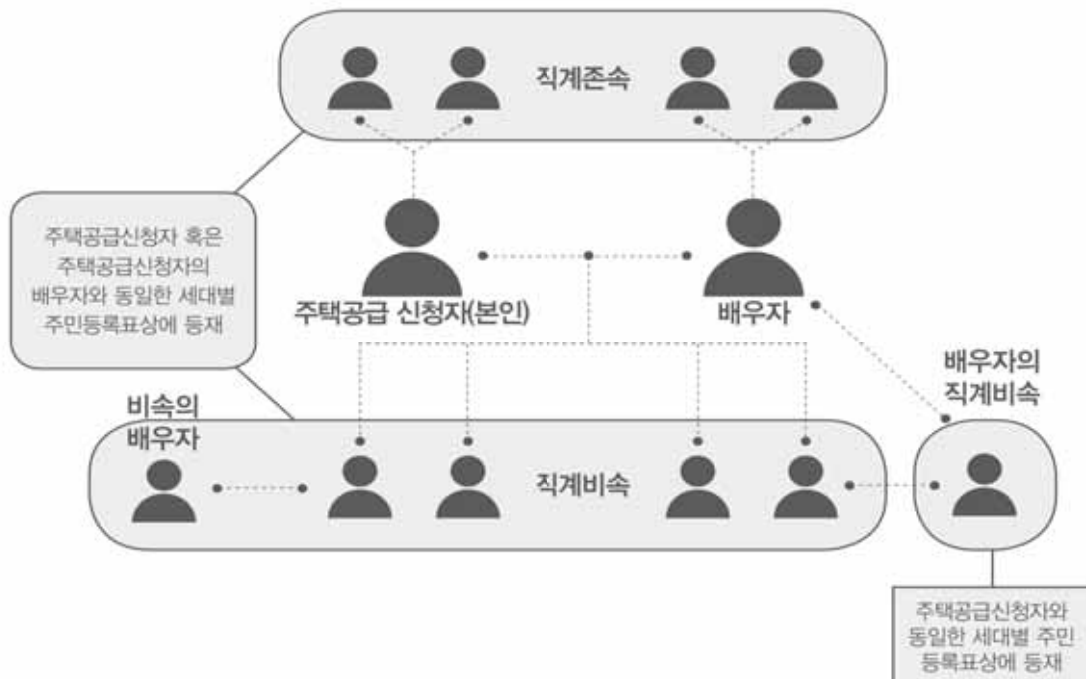 직계존속
주택공급신청자 혹은
주택공급신청자의
배우자와 동일한 세대별
주민등록표상에 등재
주택공급 신청자(본인)
배우자
배우자의
직계비속
비속의
배우자
직계비속
주택공급신청자와
동일한 세대별 주민
등록표상에 등재